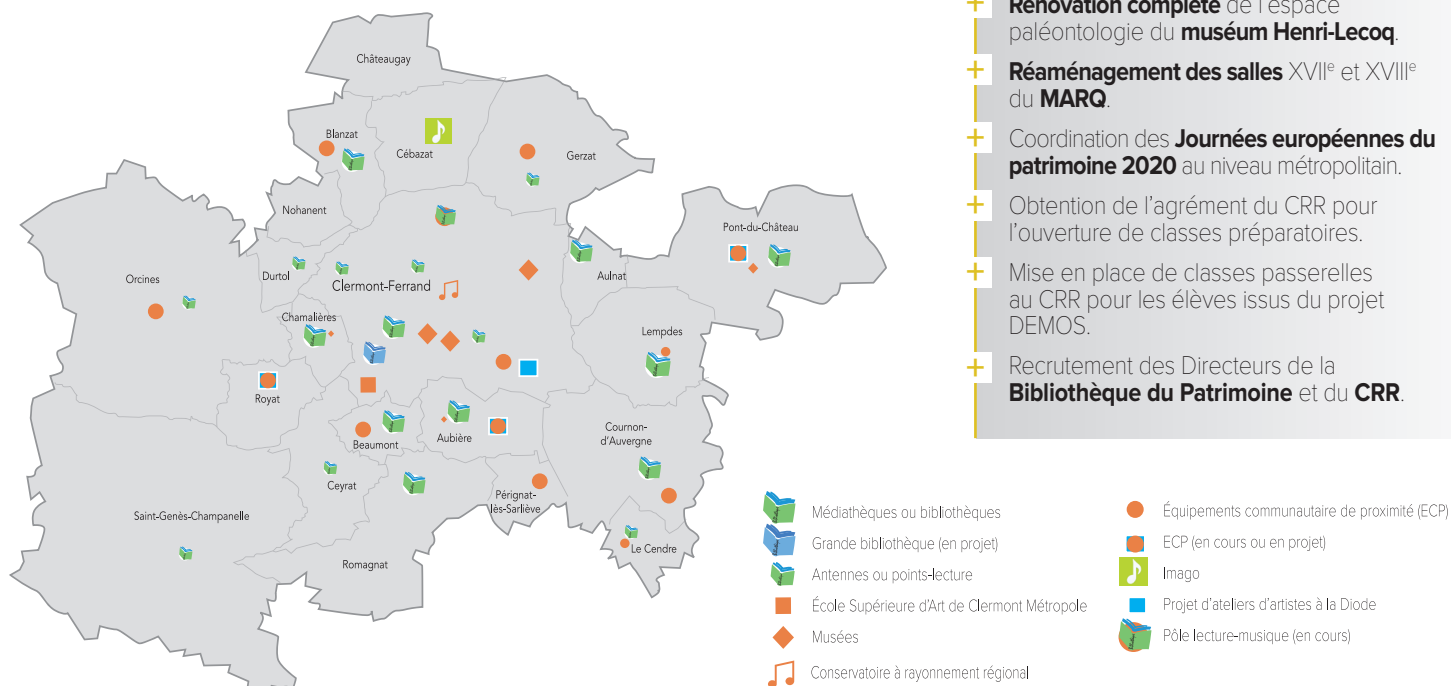 Rénovation complète de l'espace
paléontologie du muséum Henri-Lecoq.
Réaménagement des salles XVIIe et XVIIIe
du MARQ.
Coordination des Journées européennes du
patrimoine 2020 au niveau métropolitain.
Obtention de l'agrément du CRR pour
l'ouverture de classes préparatoires.
Mise en place de classes passerelles
au CRR pour les élèves issus du projet
DEMOS.
Recrutement des Directeurs de la
Bibliothèque du Patrimoine et du CRR.
Châteaugay
Blanzat
Cébazat
Gerzat
Nohanent
Pont-du-Château
Orcines
Durtol
Clermont-Ferrand
Aulnat
Chamalières
Lempdes
Royat
Beaumont
Aubière
Cournon-
d'Auvergne
Ceyrat
Pérignat-
lès-Sarliève
Saint-Genès-Champanelle
Le Cendre
Romagnat
Médiathèques ou bibliothèques
Grande bibliothèque (en projet)
Antennes ou points-lecture
École Supérieure d'Art de Clermont Métropole
Musées
Conservatoire à rayonnement régional
Équipements communautaire de proximité (ECP)
ECP (en cours ou en projet)
Imago
Projet d'ateliers d'artistes à la Diode
Pôle lecture-musique (en cours)